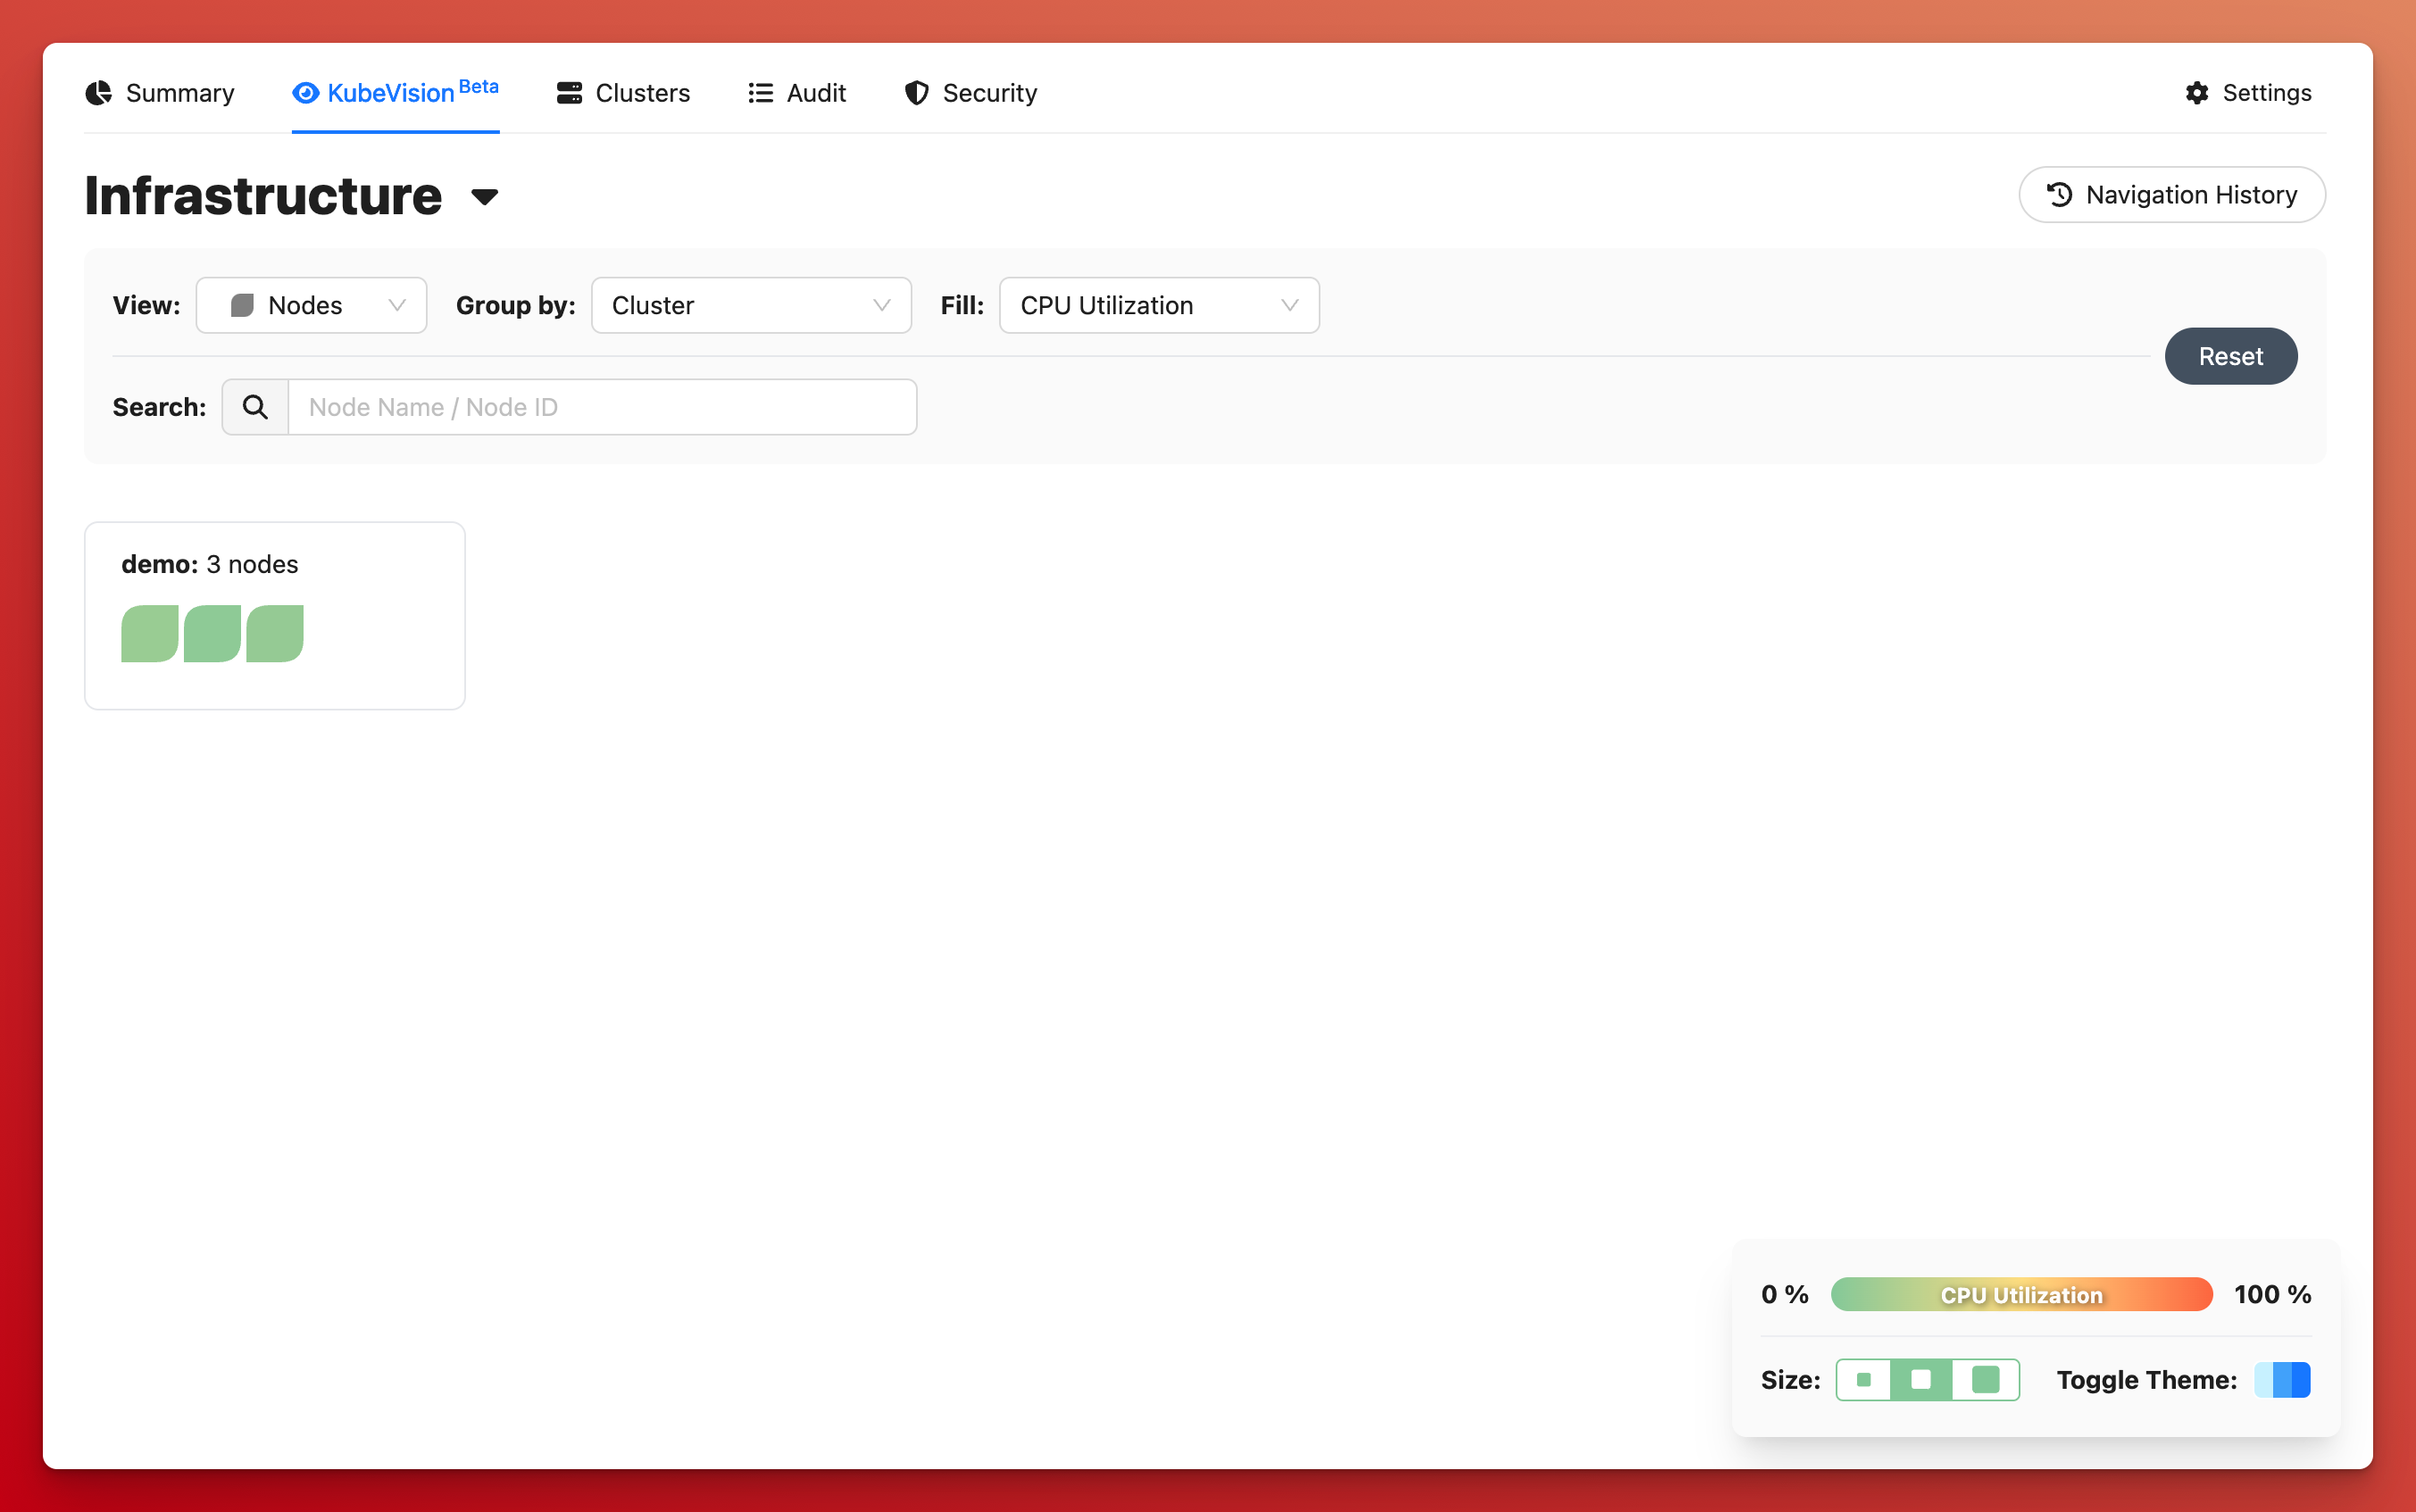 Summary KubeVision Beta Clusters Audit Security Settings
Infrastructure Navigation History
View: Nodes Group by: Cluster Fill: CPU Utilization
Reset
Search: Node Name / Node ID
demo: 3 nodes
0 % CPU Utilization 100 %
Size: Toggle Theme: